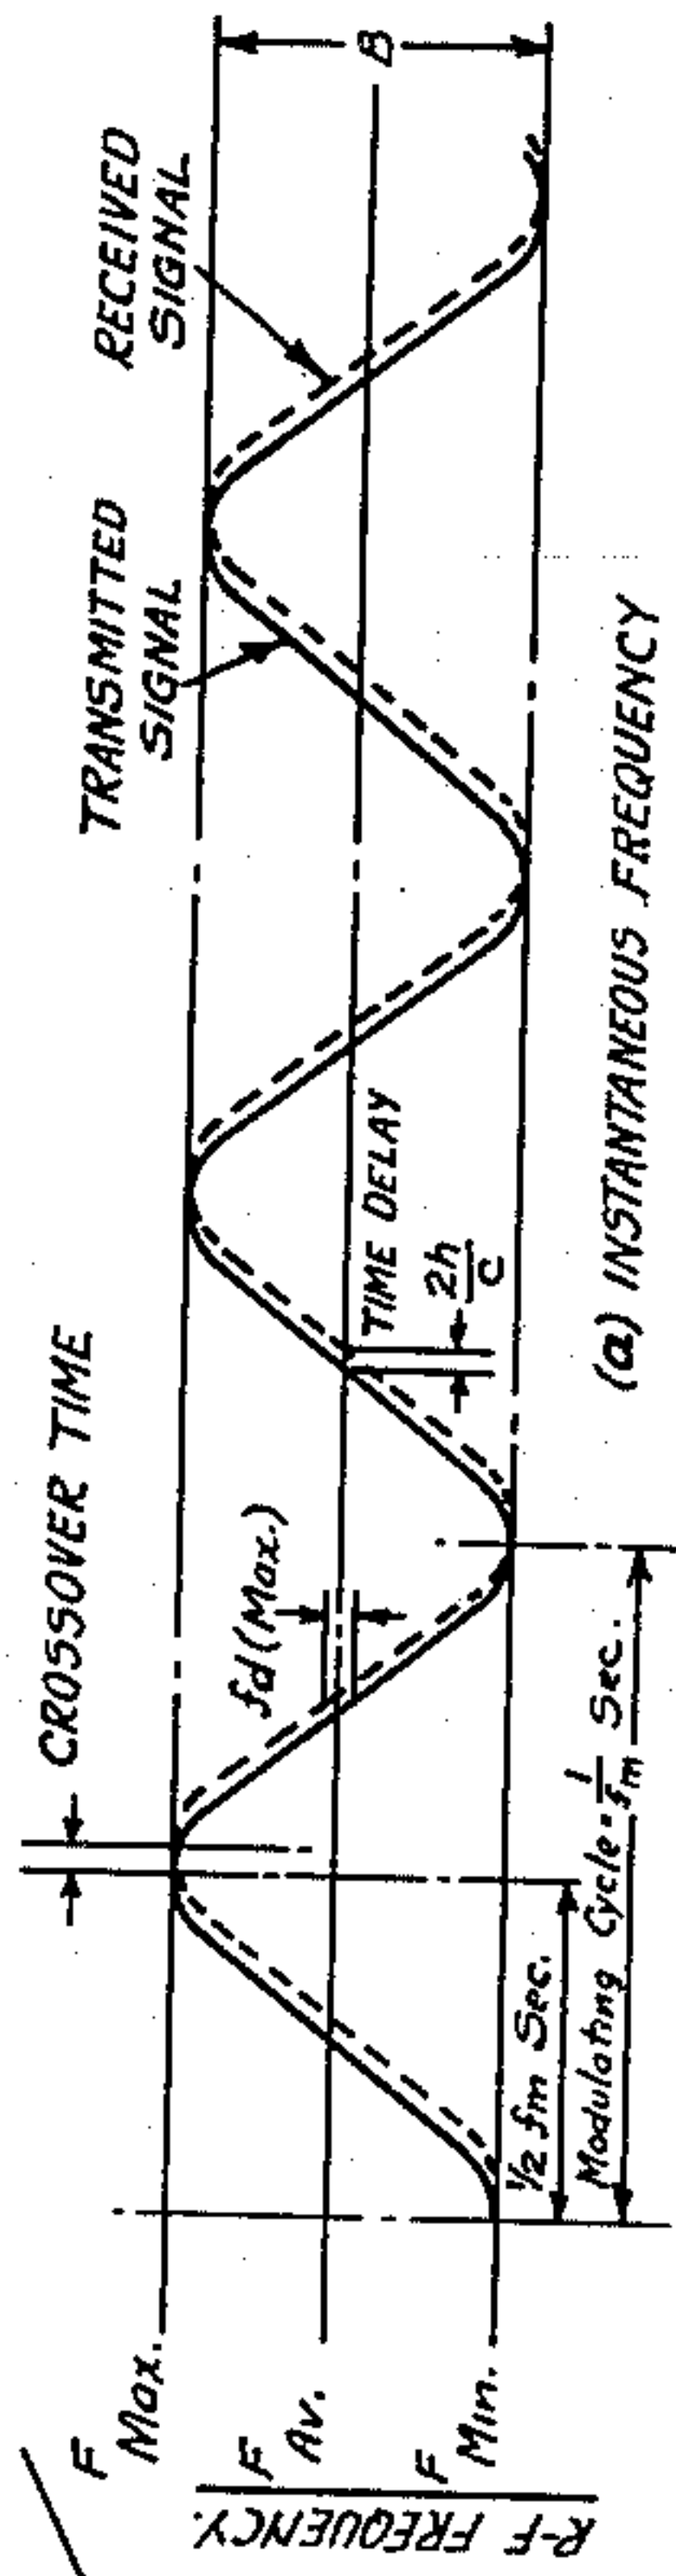 CROSSOVER TIME
TRANSMITTED
SIGNAL
RECEIVED
SIGNAL
F
Max.
F
Av.
F
Min.
R-F FREQUENCY.
fd (Max.)
TIME DELAY
2h
C
B
½ fm Sec.
Modulating Cycle = 1/fm Sec.
(a) INSTANTANEOUS FREQUENCY